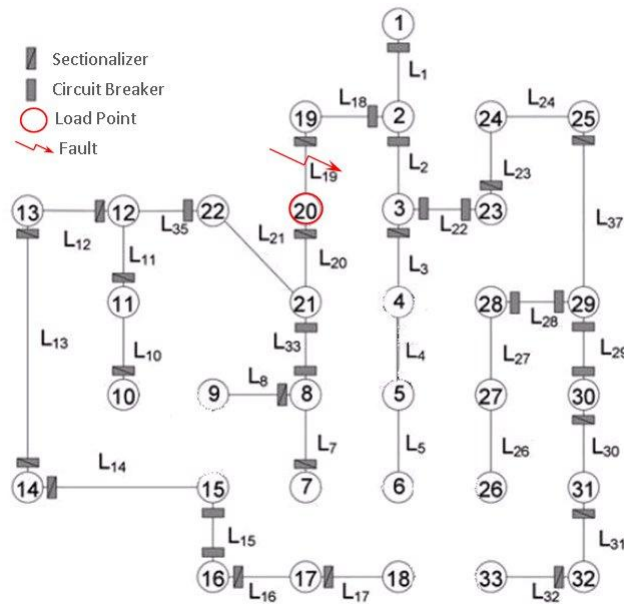 1
Sectionalizer
L1
Circuit Breaker
L18
19
2
24
L24
25
Load Point
Fault
L2
L19
L23
13
12
22
20
3
23
L37
L12
L35
L22
L11
L21
L20
L3
11
21
4
28
29
L28
L13
L33
L10
L4
L27
L29
L8
10
9
8
5
27
30
L7
L5
L26
L30
L14
14
15
7
6
26
31
L15
L31
16
17
18
33
32
L16
L17
L32